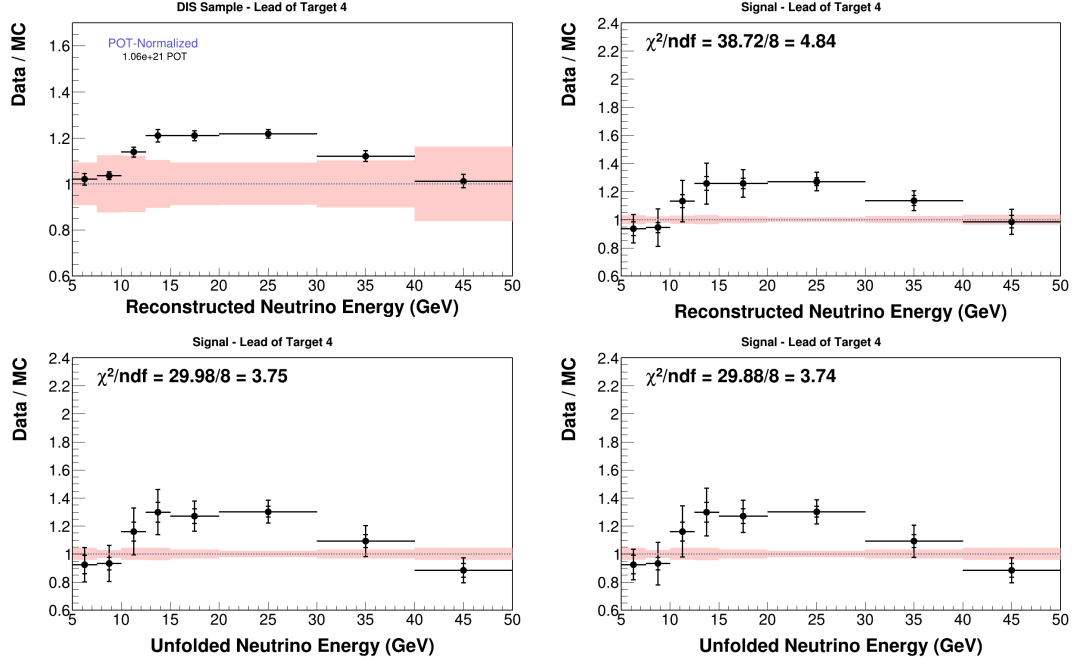 DIS Sample - Lead of Target 4
POT-Normalized
1.06e+21 POT
Data / MC
1.6
1.4
1.2
1
0.8
0.6
5 10 15 20 25 30 35 40 45 50
Reconstructed Neutrino Energy (GeV)
Signal - Lead of Target 4
χ²/ndf = 38.72/8 = 4.84
Data / MC
2.4
2.2
2
1.8
1.6
1.4
1.2
1
0.8
0.6
5 10 15 20 25 30 35 40 45 50
Reconstructed Neutrino Energy (GeV)
Signal - Lead of Target 4
χ²/ndf = 29.98/8 = 3.75
Data / MC
2.4
2.2
2
1.8
1.6
1.4
1.2
1
0.8
0.6
5 10 15 20 25 30 35 40 45 50
Unfolded Neutrino Energy (GeV)
Signal - Lead of Target 4
χ²/ndf = 29.88/8 = 3.74
Data / MC
2.4
2.2
2
1.8
1.6
1.4
1.2
1
0.8
0.6
5 10 15 20 25 30 35 40 45 50
Unfolded Neutrino Energy (GeV)